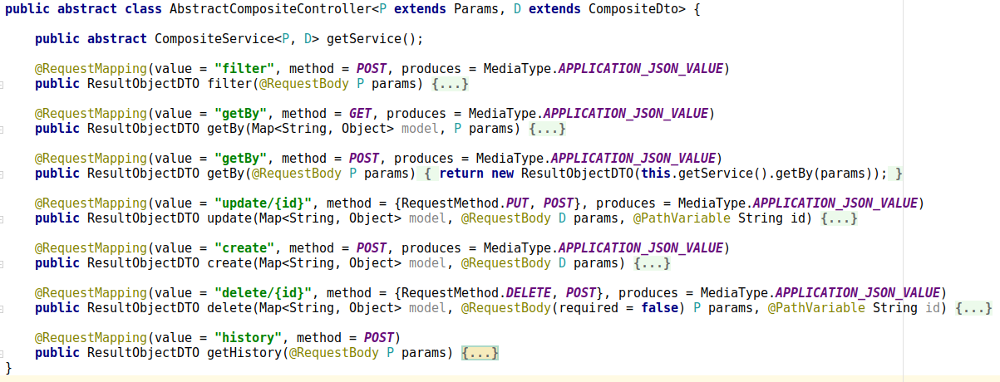 public abstract class AbstractCompositeController<P extends Params, D extends CompositeDto> {
public abstract CompositeService<P, D> getService();
@RequestMapping(value = "filter", method = POST, produces = MediaType.APPLICATION_JSON_VALUE)
public ResultObjectDTO filter(@RequestBody P params) {...}
@RequestMapping(value = "getBy", method = GET, produces = MediaType.APPLICATION_JSON_VALUE)
public ResultObjectDTO getBy(Map<String, Object> model, P params) {...}
@RequestMapping(value = "getBy", method = POST, produces = MediaType.APPLICATION_JSON_VALUE)
public ResultObjectDTO getBy(@RequestBody P params) { return new ResultObjectDTO(this.getService().getBy(params)); }
@RequestMapping(value = "update/{id}", method = {RequestMethod.PUT, POST}, produces = MediaType.APPLICATION_JSON_VALUE)
public ResultObjectDTO update(Map<String, Object> model, @RequestBody D params, @PathVariable String id) {...}
@RequestMapping(value = "create", method = POST, produces = MediaType.APPLICATION_JSON_VALUE)
public ResultObjectDTO create(Map<String, Object> model, @RequestBody D params) {...}
@RequestMapping(value = "delete/{id}", method = {RequestMethod.DELETE, POST}, produces = MediaType.APPLICATION_JSON_VALUE)
public ResultObjectDTO delete(Map<String, Object> model, @RequestBody(required = false) P params, @PathVariable String id) {...}
@RequestMapping(value = "history", method = POST)
public ResultObjectDTO getHistory(@RequestBody P params) {...}
}